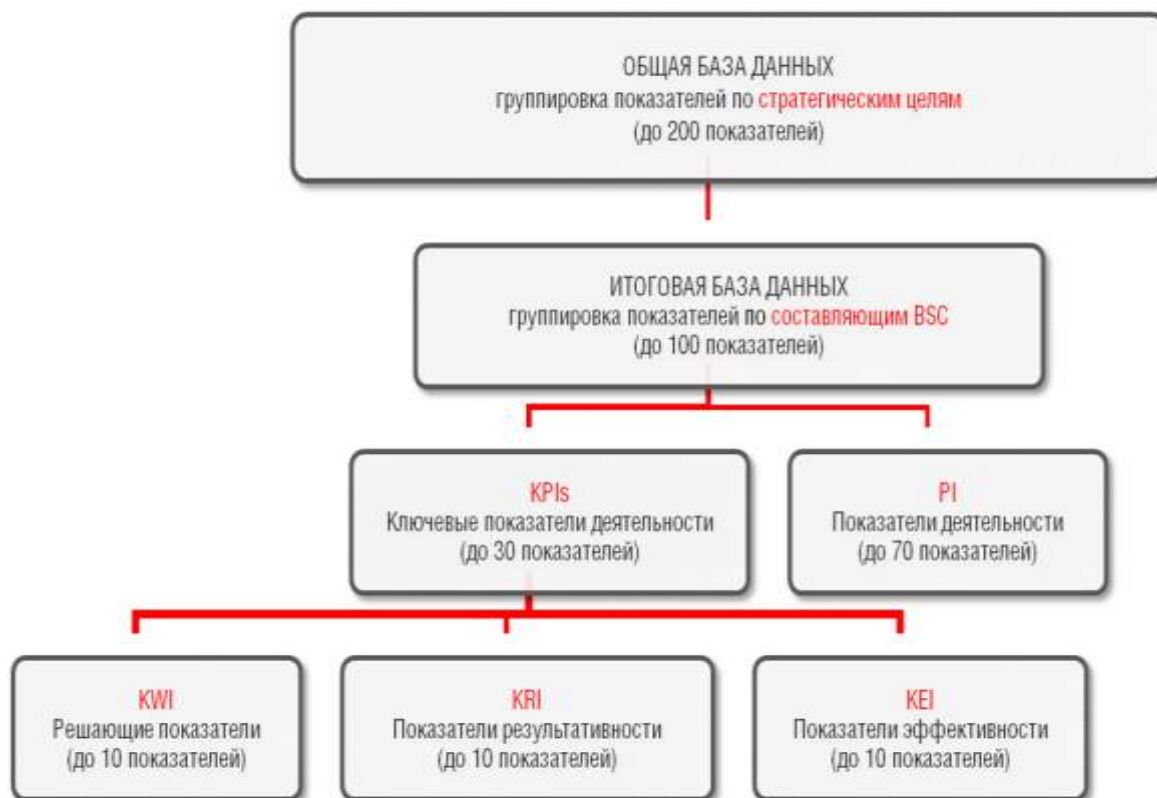 ОБЩАЯ БАЗА ДАННЫХ
группировка показателей по стратегическим целям
(до 200 показателей)
ИТОГОВАЯ БАЗА ДАННЫХ
группировка показателей по составляющим BSC
(до 100 показателей)
KPIs
Ключевые показатели деятельности
(до 30 показателей)
PI
Показатели деятельности
(до 70 показателей)
KWI
Решающие показатели
(до 10 показателей)
KRI
Показатели результативности
(до 10 показателей)
KEI
Показатели эффективности
(до 10 показателей)